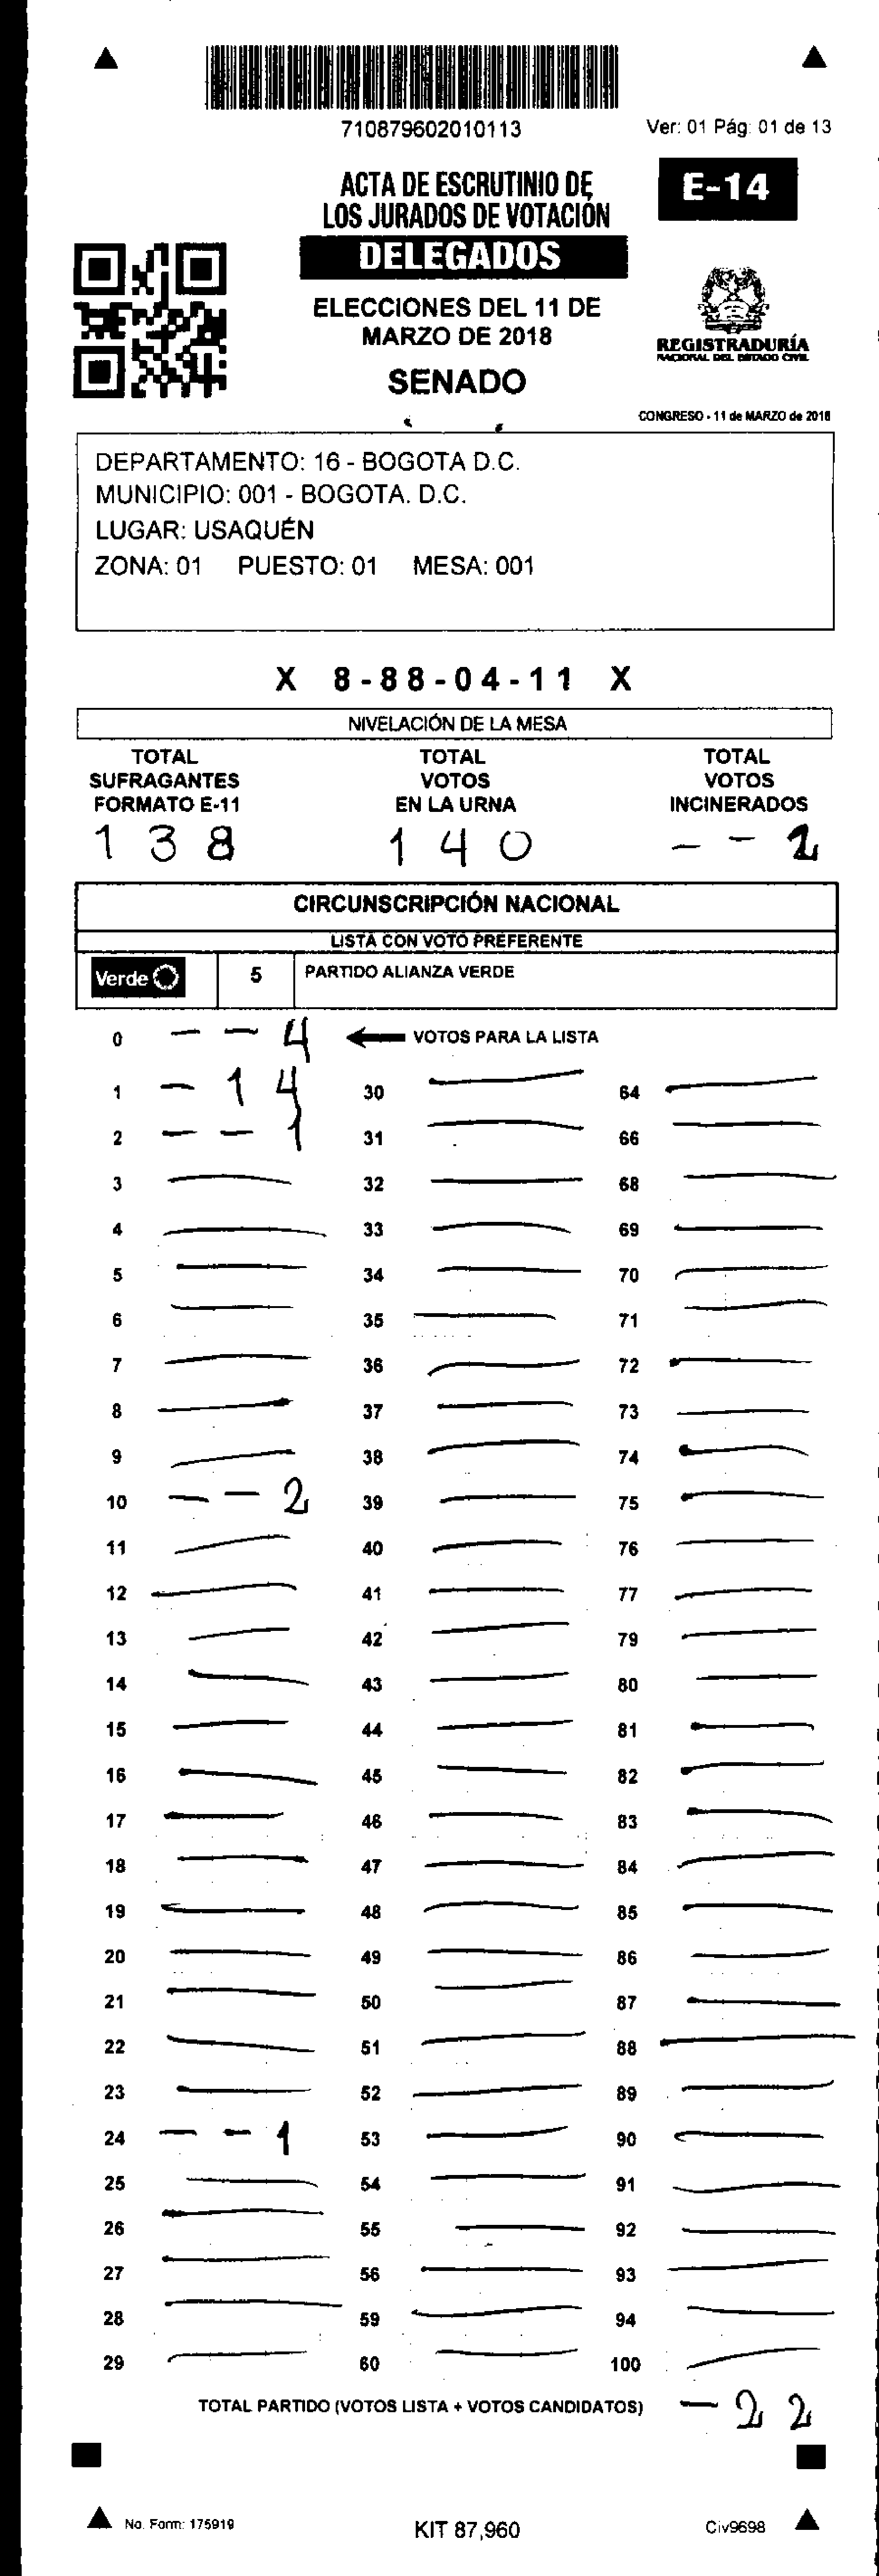 710879602010113
Ver: 01 Pág: 01 de 13
ACTA DE ESCRUTINIO DE
LOS JURADOS DE VOTACIÓN
E-14
DELEGADOS
ELECCIONES DEL 11 DE
MARZO DE 2018
SENADO
REGISTRADURÍA
NACIONAL DEL ESTADO CIVIL
CONGRESO - 11 de MARZO de 2018
DEPARTAMENTO: 16 - BOGOTA D.C.
MUNICIPIO: 001 - BOGOTA. D.C.
LUGAR: USAQUÉN
ZONA: 01 PUESTO: 01 MESA: 001
X 8-88-04-11 X
NIVELACIÓN DE LA MESA
TOTAL SUFRAGANTES FORMATO E-11
TOTAL VOTOS EN LA URNA
TOTAL VOTOS INCINERADOS
1 3 8
1 4 0
- - 2
CIRCUNSCRIPCIÓN NACIONAL
LISTA CON VOTO PREFERENTE
Verde 5 PARTIDO ALIANZA VERDE
0 - - 4 VOTOS PARA LA LISTA
1 - 1 4 30 — 64 —
2 - - 1 31 — 66 —
3 — 32 — 68 —
4 — 33 — 69 —
5 — 34 — 70 —
6 — 35 — 71 —
7 — 36 — 72 —
8 — 37 — 73 —
9 — 38 — 74 —
10 - - 2 39 — 75 —
11 — 40 — 76 —
12 — 41 — 77 —
13 — 42 — 79 —
14 — 43 — 80 —
15 — 44 — 81 —
16 — 45 — 82 —
17 — 46 — 83 —
18 — 47 — 84 —
19 — 48 — 85 —
20 — 49 — 86 —
21 — 50 — 87 —
22 — 51 — 88 —
23 — 52 — 89 —
24 - - 1 53 — 90 —
25 — 54 — 91 —
26 — 55 — 92 —
27 — 56 — 93 —
28 — 59 — 94 —
29 — 60 — 100 —
TOTAL PARTIDO (VOTOS LISTA + VOTOS CANDIDATOS) - 2 2
No. Form: 175919
KIT 87,960
Civ9698